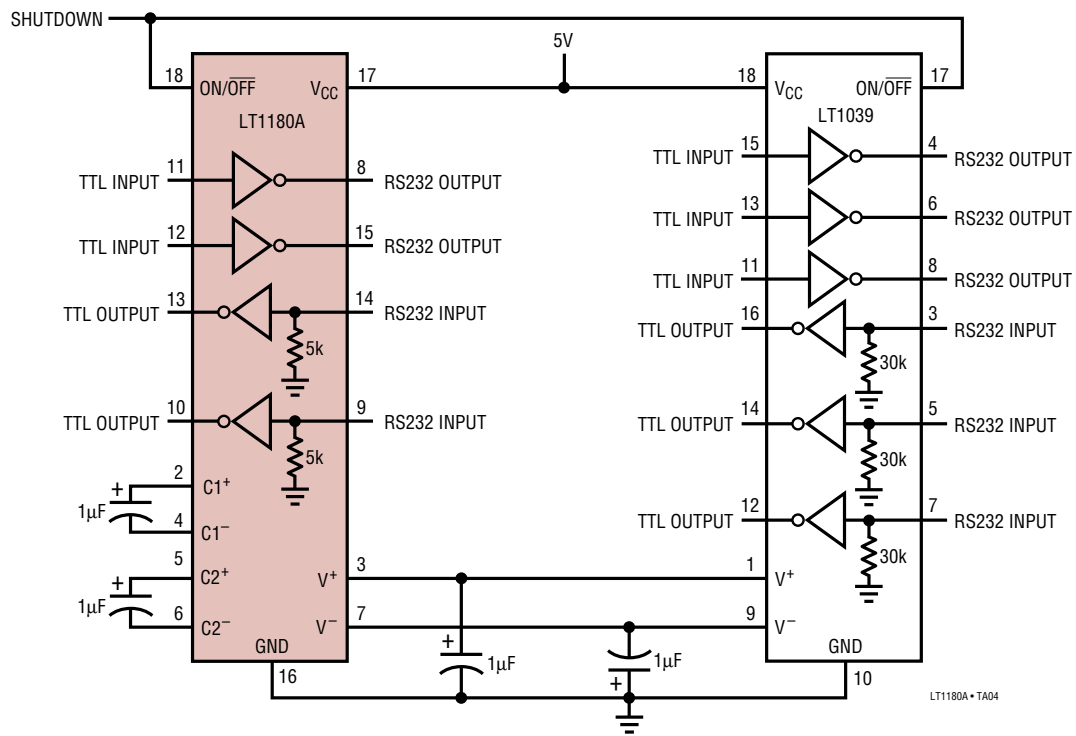 SHUTDOWN
5V
18 ON/OFF VCC 17
LT1180A
11
TTL INPUT
8
RS232 OUTPUT
12
TTL INPUT
15
RS232 OUTPUT
13
TTL OUTPUT
14
RS232 INPUT
5k
10
TTL OUTPUT
9
RS232 INPUT
5k
2
C1+
+
1µF
4
C1−
5
C2+
+
1µF
6
C2−
V+
3
V−
7
GND
16
+
1µF
1µF
+
18 VCC ON/OFF 17
LT1039
15
TTL INPUT
4
RS232 OUTPUT
13
TTL INPUT
6
RS232 OUTPUT
11
TTL INPUT
8
RS232 OUTPUT
16
TTL OUTPUT
3
RS232 INPUT
30k
14
TTL OUTPUT
5
RS232 INPUT
30k
12
TTL OUTPUT
7
RS232 INPUT
30k
1
V+
9
V−
GND
10
LT1180A • TA04